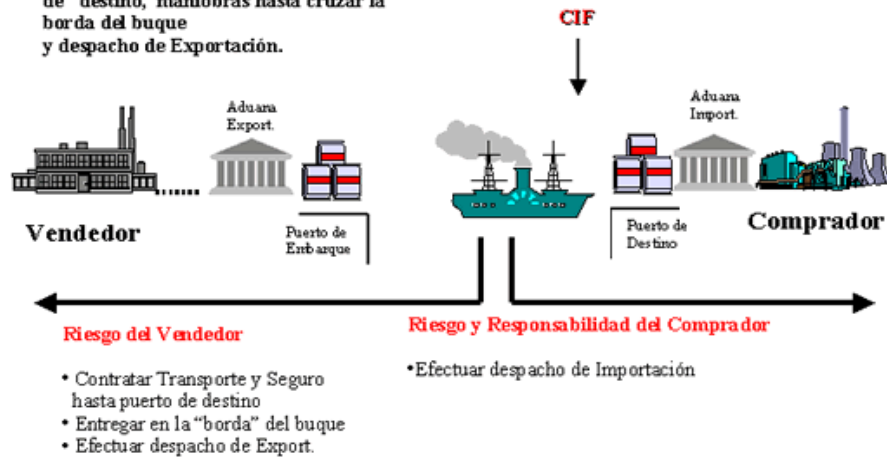 de destino, maniobras hasta cruzar la
borda del buque
y despacho de Exportación.
CIF
Aduana
Export.
Aduana
Import.
Vendedor
Puerto de
Embarque
Puerto de
Destino
Comprador
Riesgo del Vendedor
• Contratar Transporte y Seguro
hasta puerto de destino
• Entregar en la “borda” del buque
• Efectuar despacho de Export.
Riesgo y Responsabilidad del Comprador
•Efectuar despacho de Importación